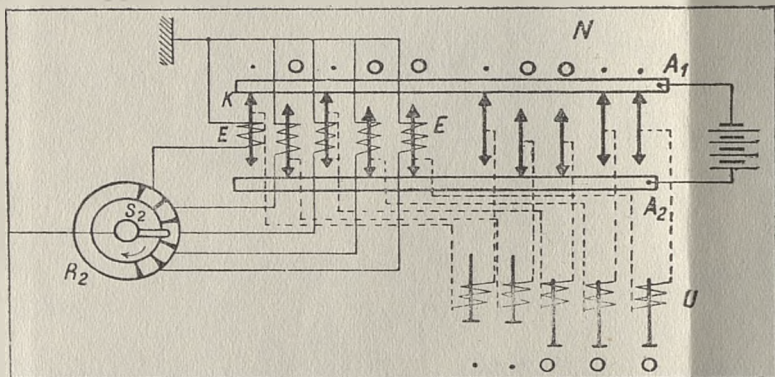 N
. O . O O . O O . .
A1
K
E E
S2
A2
R2
U
. . O O O